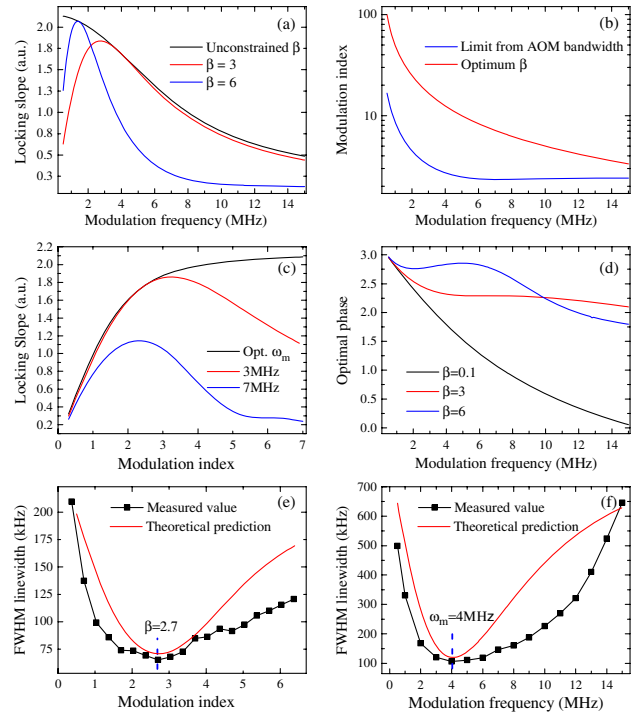 (a)
Locking slope (a.u.)
2.0
1.8
1.5
1.3
1.0
0.8
0.5
0.3
Unconstrained β
β = 3
β = 6
2 4 6 8 10 12 14
Modulation frequency (MHz)
(b)
Modulation index
100
10
Limit from AOM bandwidth
Optimum β
2 4 6 8 10 12 14
Modulation frequency (MHz)
(c)
Locking Slope (a.u.)
2.2
2.0
1.8
1.6
1.4
1.2
1.0
0.8
0.6
0.4
0.2
Opt. ωm
3MHz
7MHz
0 1 2 3 4 5 6 7
Modulation index
(d)
Optimal phase
3.0
2.5
2.0
1.5
1.0
0.5
0.0
β=0.1
β=3
β=6
2 4 6 8 10 12 14
Modulation frequency (MHz)
(e)
FWHM linewidth (kHz)
200
175
150
125
100
75
Measured value
Theoretical prediction
β=2.7
0 1 2 3 4 5 6
Modulation index
(f)
FWHM linewidth (kHz)
700
600
500
400
300
200
100
Measured value
Theoretical prediction
ωm=4MHz
0 2 4 6 8 10 12 14
Modulation frequency (MHz)